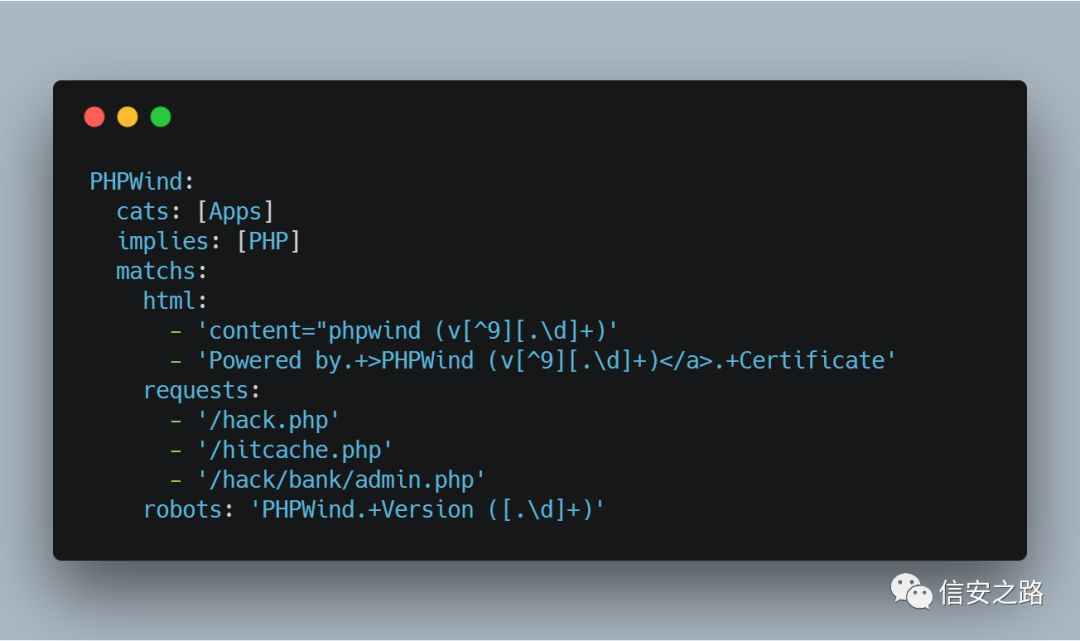 PHPWind:
  cats: [Apps]
  implies: [PHP]
  matchs:
    html:
      - 'content="phpwind (v[^9][.\d]+)'
      - 'Powered by.+>PHPWind (v[^9][.\d]+)</a>.+Certificate'
    requests:
      - '/hack.php'
      - '/hitcache.php'
      - '/hack/bank/admin.php'
    robots: 'PHPWind.+Version ([.\d]+)'
信安之路